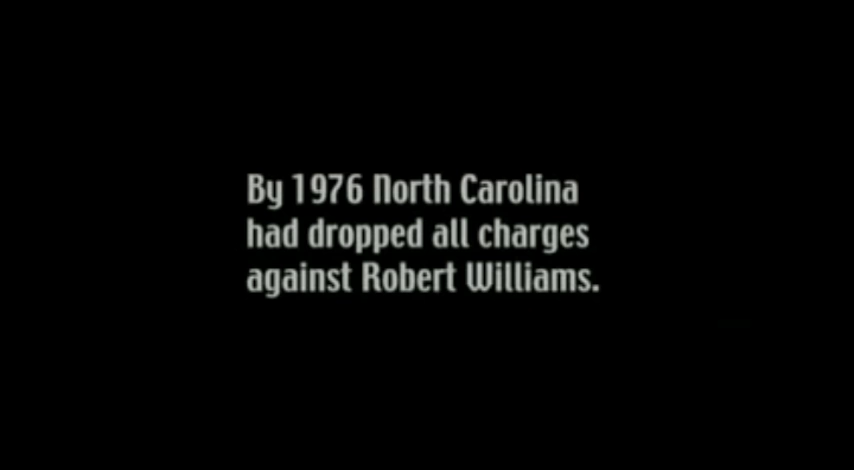 By 1976 North Carolina
had dropped all charges
against Robert Williams.